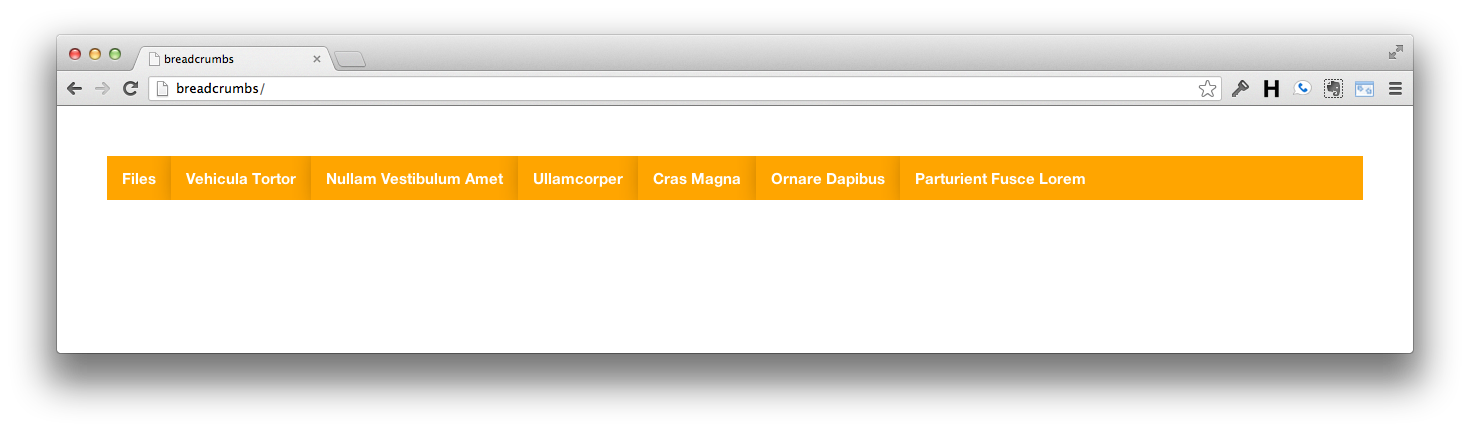 breadcrumbs
breadcrumbs/
H
Files Vehicula Tortor Nullam Vestibulum Amet Ullamcorper Cras Magna Ornare Dapibus Parturient Fusce Lorem